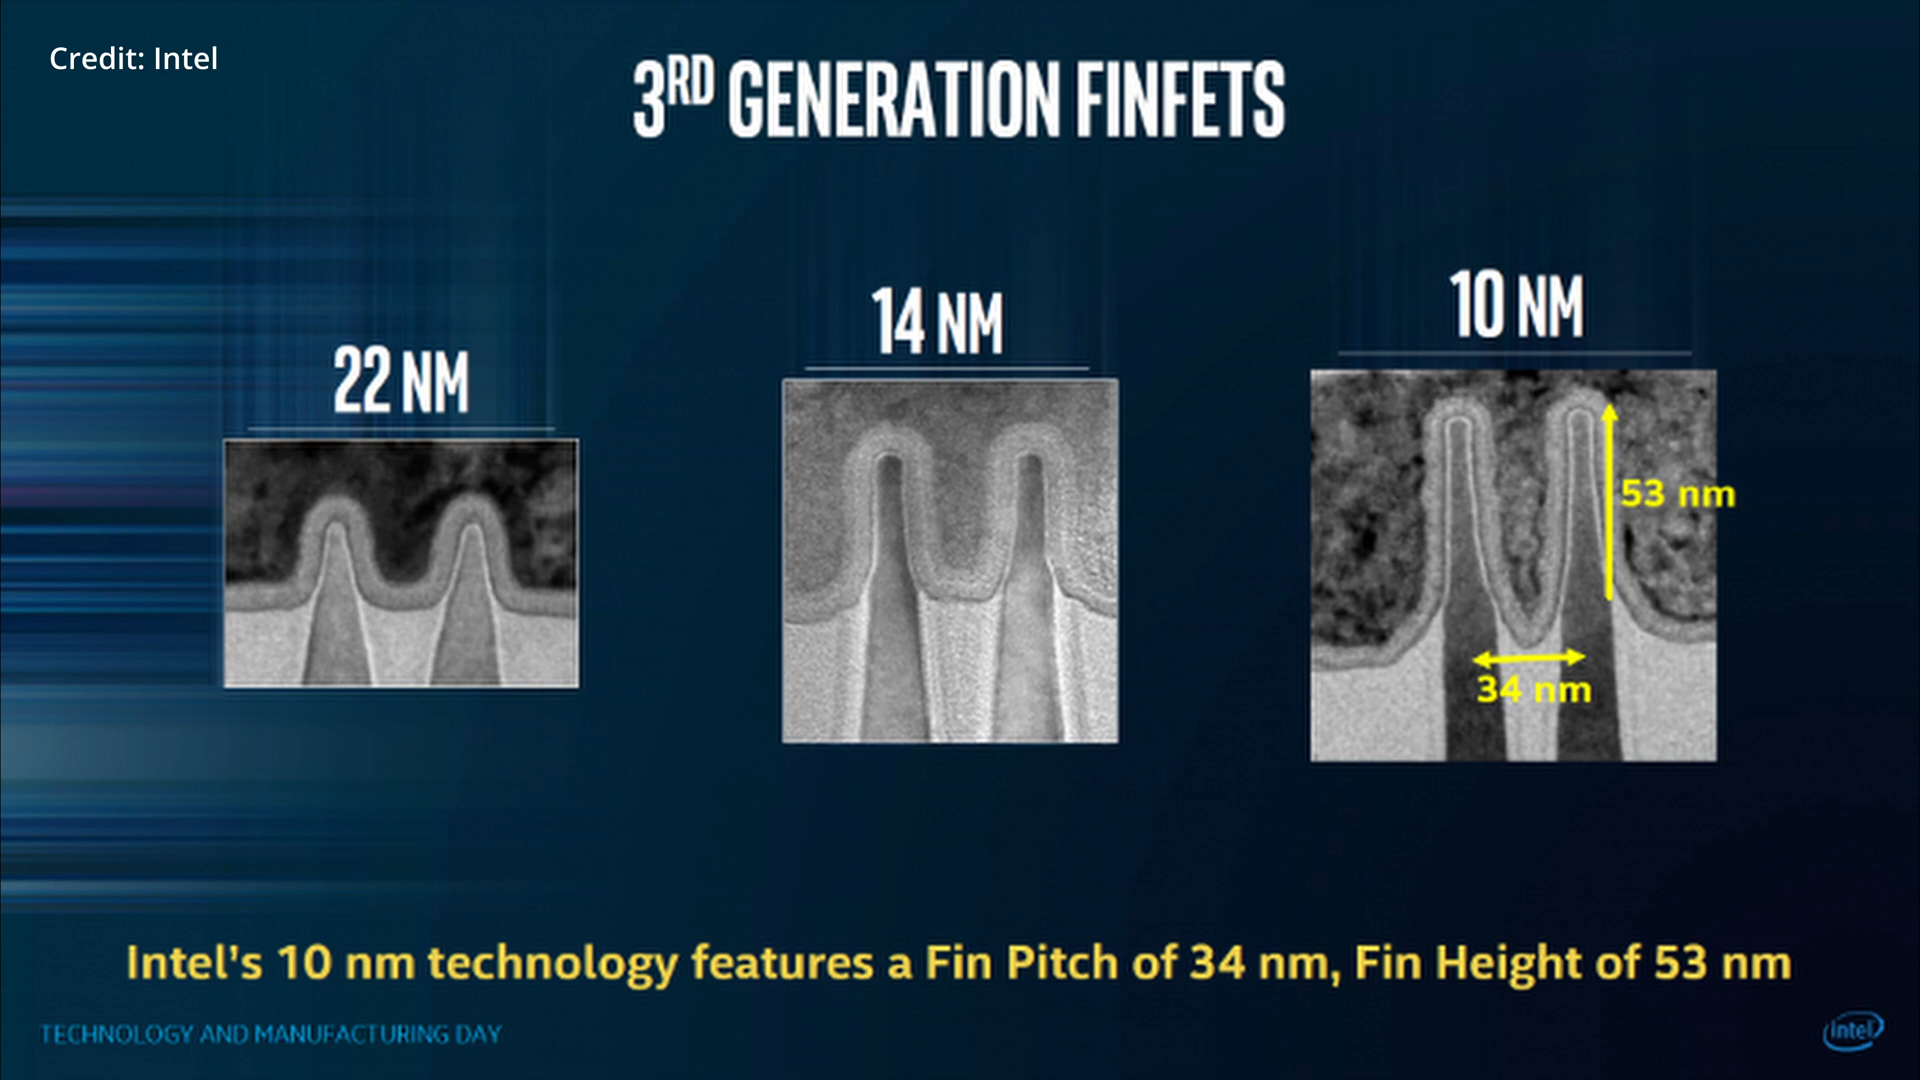 Credit: Intel
3RD GENERATION FINFETS
22 NM
14 NM
10 NM
53 nm
34 nm
Intel's 10 nm technology features a Fin Pitch of 34 nm, Fin Height of 53 nm
TECHNOLOGY AND MANUFACTURING DAY
intel